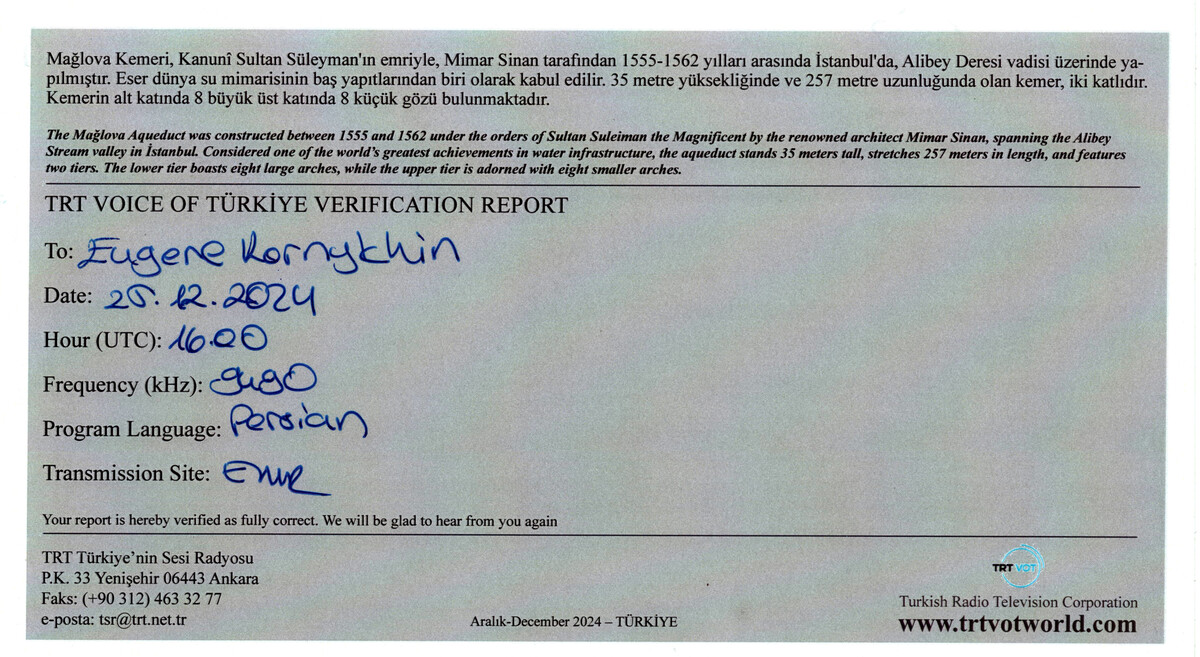 Mağlova Kemeri, Kanunî Sultan Süleyman'ın emriyle, Mimar Sinan tarafından 1555-1562 yılları arasında İstanbul'da, Alibey Deresi vadisi üzerinde ya-
pılmıştır. Eser dünya su mimarisinin baş yapıtlarından biri olarak kabul edilir. 35 metre yüksekliğinde ve 257 metre uzunluğunda olan kemer, iki katlıdır.
Kemerin alt katında 8 büyük üst katında 8 küçük gözü bulunmaktadır.
The Mağlova Aqueduct was constructed between 1555 and 1562 under the orders of Sultan Suleiman the Magnificent by the renowned architect Mimar Sinan, spanning the Alibey
Stream valley in İstanbul. Considered one of the world's greatest achievements in water infrastructure, the aqueduct stands 35 meters tall, stretches 257 meters in length, and features
two tiers. The lower tier boasts eight large arches, while the upper tier is adorned with eight smaller arches.
TRT VOICE OF TÜRKİYE VERIFICATION REPORT
To: Eugene Kornykhin
Date: 25.12.2024
Hour (UTC): 16.00
Frequency (kHz): 9490
Program Language: Persian
Transmission Site: EMR
Your report is hereby verified as fully correct. We will be glad to hear from you again
TRT Türkiye'nin Sesi Radyosu
P.K. 33 Yenişehir 06443 Ankara
Faks: (+90 312) 463 32 77
e-posta: tsr@trt.net.tr
Aralık-December 2024 – TÜRKİYE
TRT VOT
Turkish Radio Television Corporation
www.trtvotworld.com